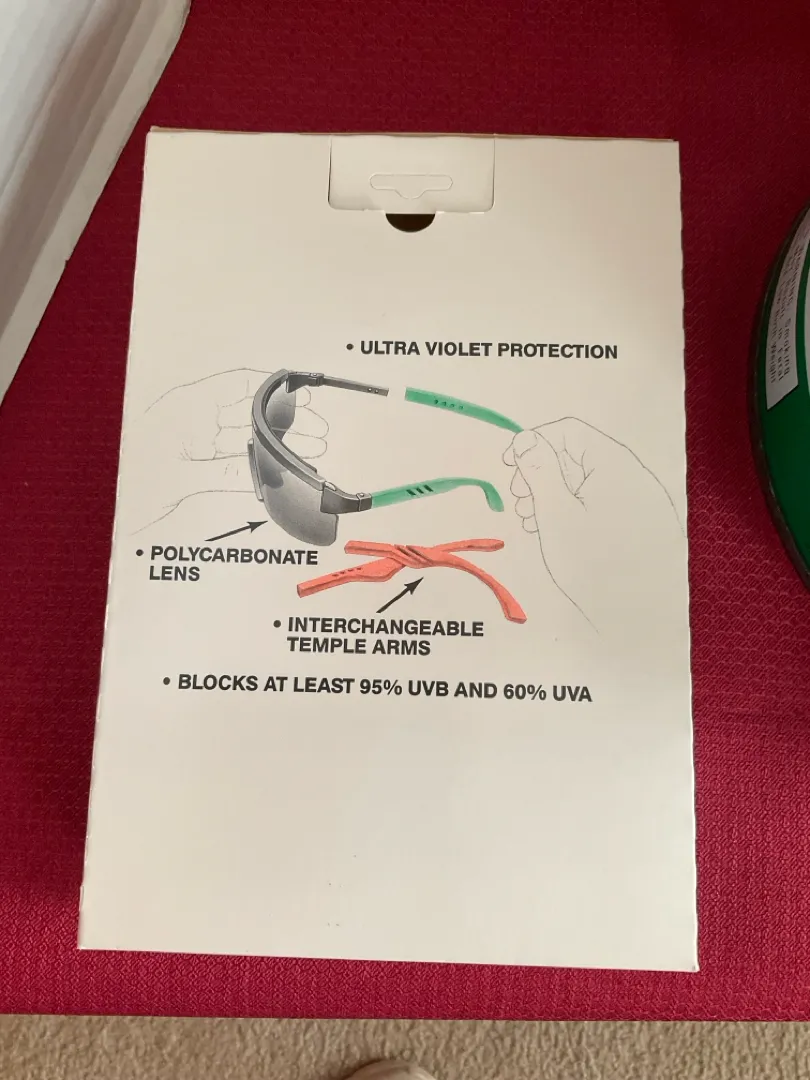 • ULTRA VIOLET PROTECTION
• POLYCARBONATE
LENS
• INTERCHANGEABLE
TEMPLE ARMS
• BLOCKS AT LEAST 95% UVB AND 60% UVA